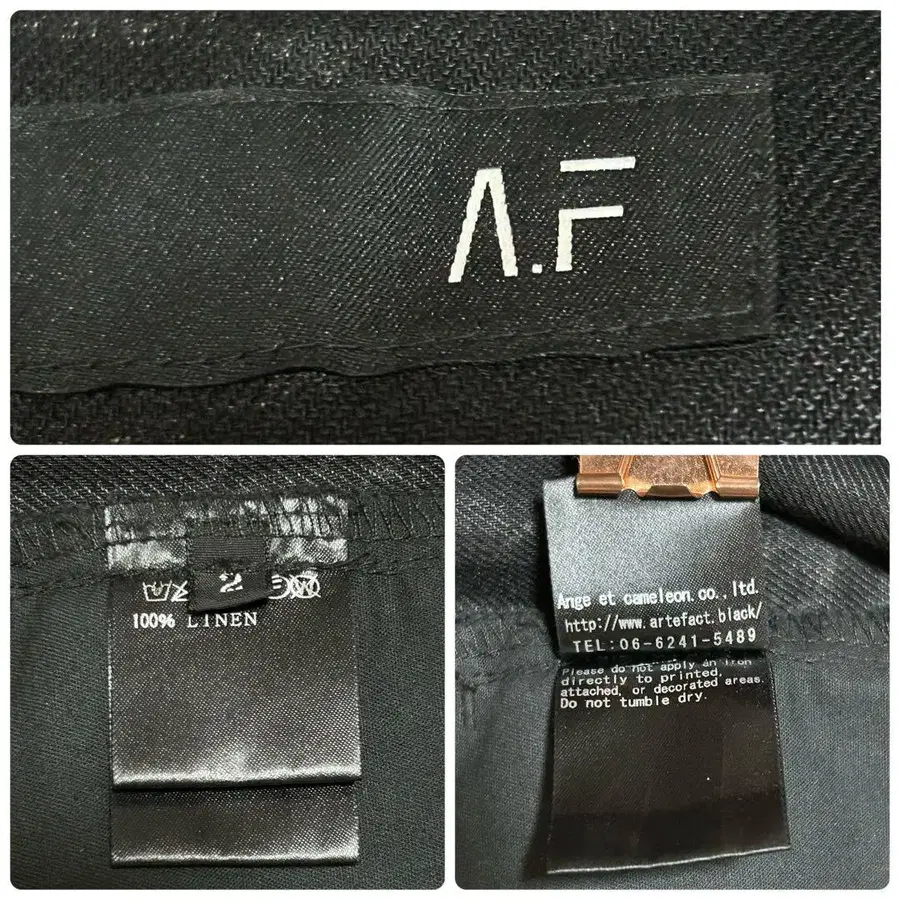 A.F
2
100% LINEN
Ange et cameleon.co.,ltd.
http://www.artefact.black/
TEL:06-6241-5489
Please do not apply an iron
directly to printed,
attached, or decorated areas.
Do not tumble dry.